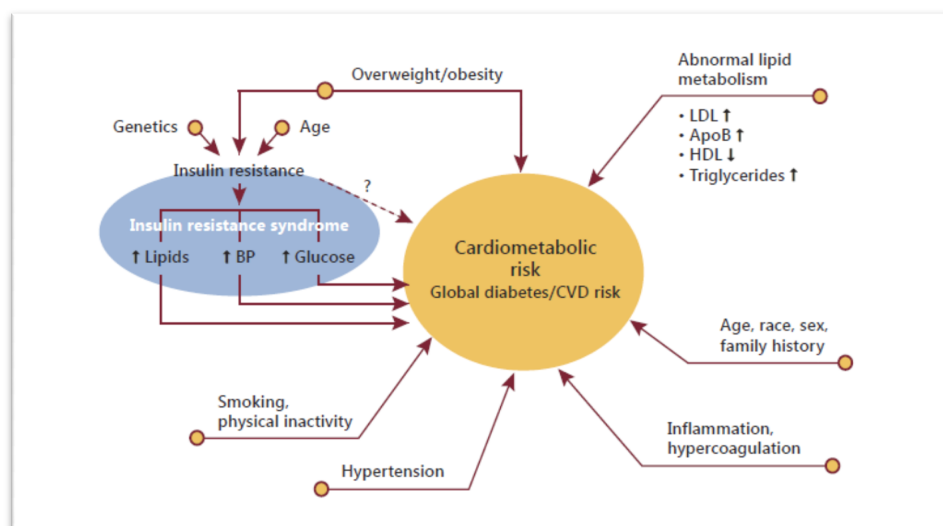 Overweight/obesity
Genetics
Age
Insulin resistance
?
Insulin resistance syndrome
↑ Lipids
↑ BP
↑ Glucose
Abnormal lipid
metabolism
• LDL ↑
• ApoB ↑
• HDL ↓
• Triglycerides ↑
Cardiometabolic
risk
Global diabetes/CVD risk
Age, race, sex,
family history
Smoking,
physical inactivity
Inflammation,
hypercoagulation
Hypertension